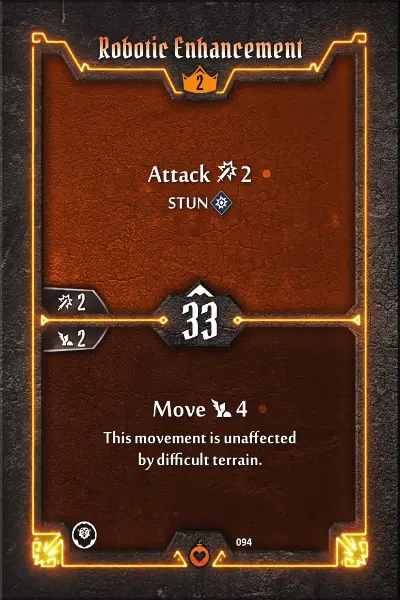 Robotic Enhancement
2
Attack 2
STUN
2
33
2
Move 4
This movement is unaffected
by difficult terrain.
094